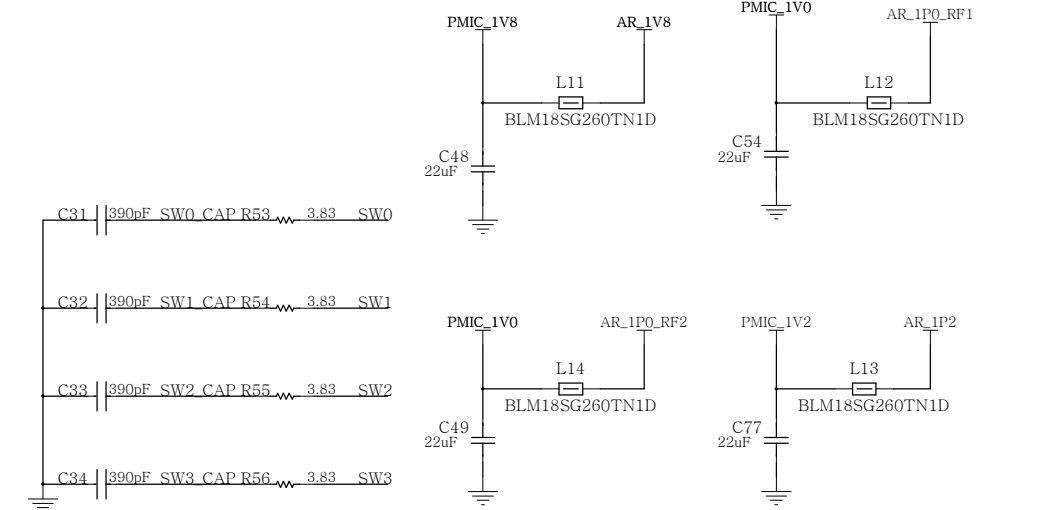 PMIC_1V8
AR_1V8
L11
BLM18SG260TN1D
C48
22uF
PMIC_1V0
AR_1P0_RF1
L12
BLM18SG260TN1D
C54
22uF
C31 390pF SW0_CAP R53 3.83 SW0
C32 390pF SW1_CAP R54 3.83 SW1
C33 390pF SW2_CAP R55 3.83 SW2
C34 390pF SW3_CAP R56 3.83 SW3
PMIC_1V0
AR_1P0_RF2
L14
BLM18SG260TN1D
C49
22uF
PMIC_1V2
AR_1P2
L13
BLM18SG260TN1D
C77
22uF